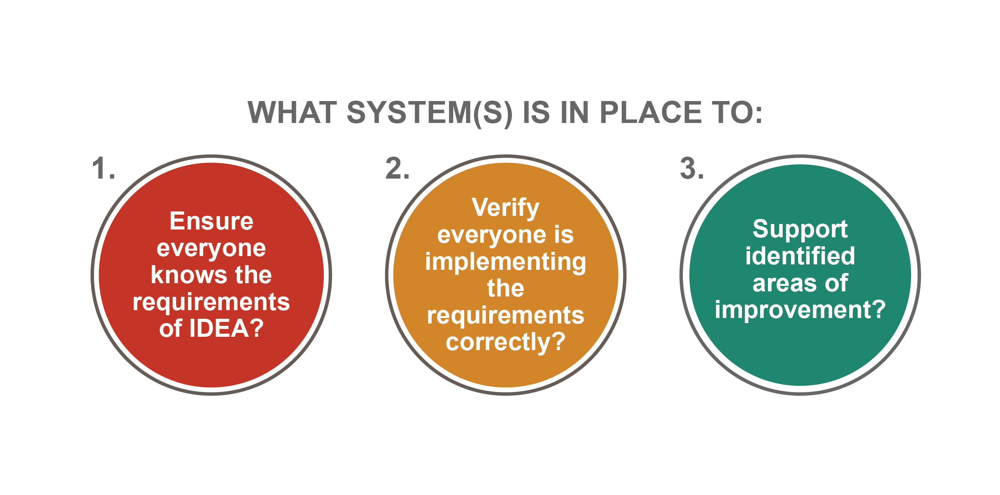 WHAT SYSTEM(S) IS IN PLACE TO:
1.
Ensure
everyone
knows the
requirements
of IDEA?
2.
Verify
everyone is
implementing
the
requirements
correctly?
3.
Support
identified
areas of
improvement?